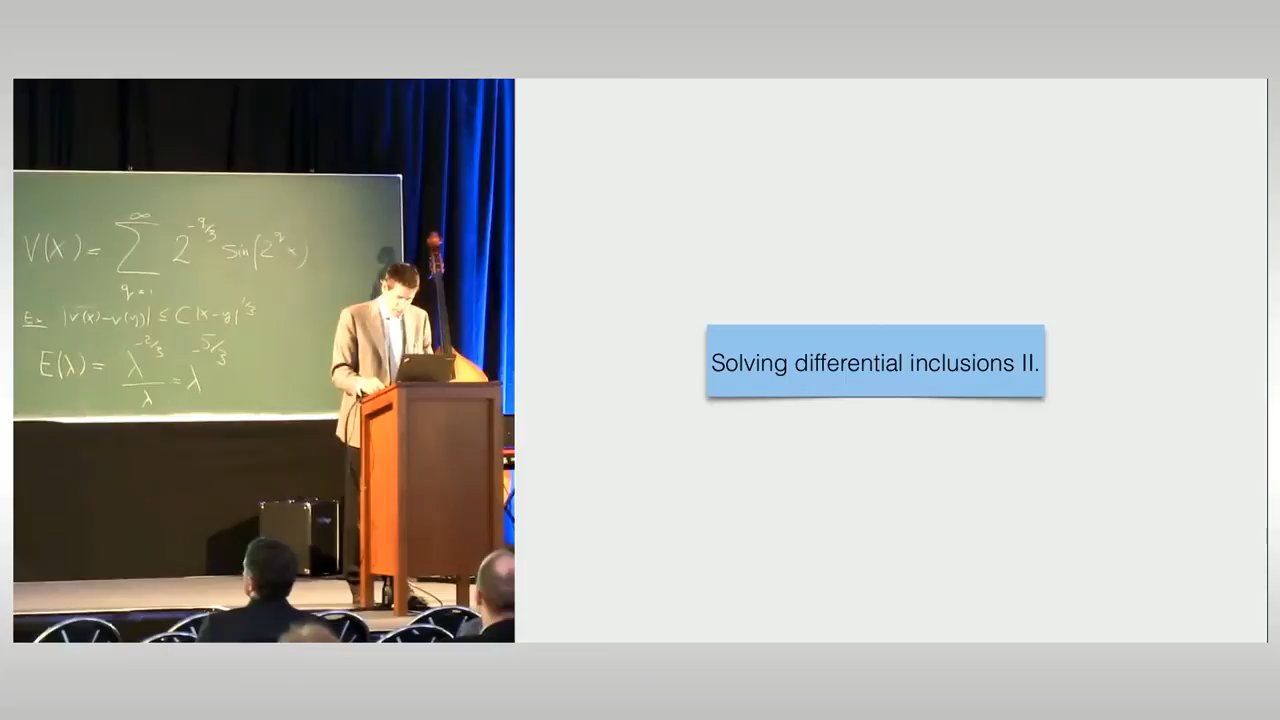 V(x) = ∑_{q=1}^{∞} 2^{-q/3} sin(2^q x)
Ex |v(x)-v(y)| ≤ C|x-y|^{1/3}
E(λ) = λ^{-2/3} / λ = λ^{-5/3}
Solving differential inclusions II.